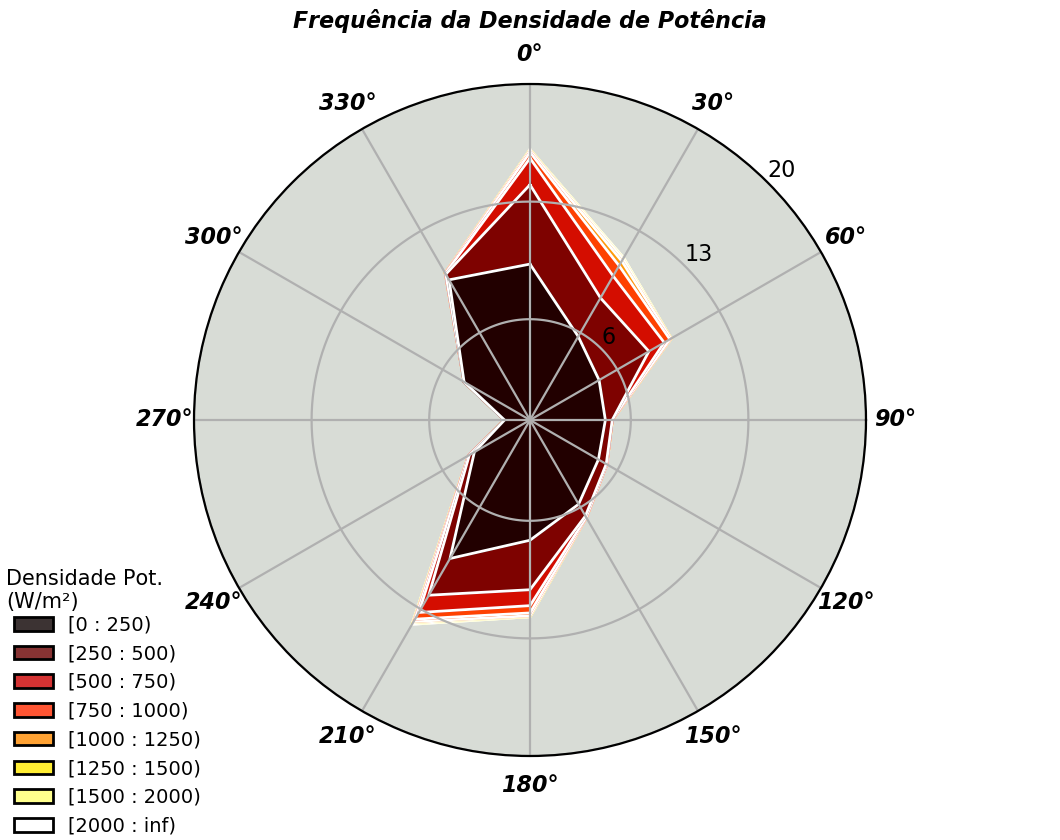 Frequência da Densidade de Potência
0°
330°
30°
20
300°
60°
13
6
270°
90°
240°
120°
210°
150°
180°
Densidade Pot.
(W/m²)
[0 : 250)
[250 : 500)
[500 : 750)
[750 : 1000)
[1000 : 1250)
[1250 : 1500)
[1500 : 2000)
[2000 : inf)